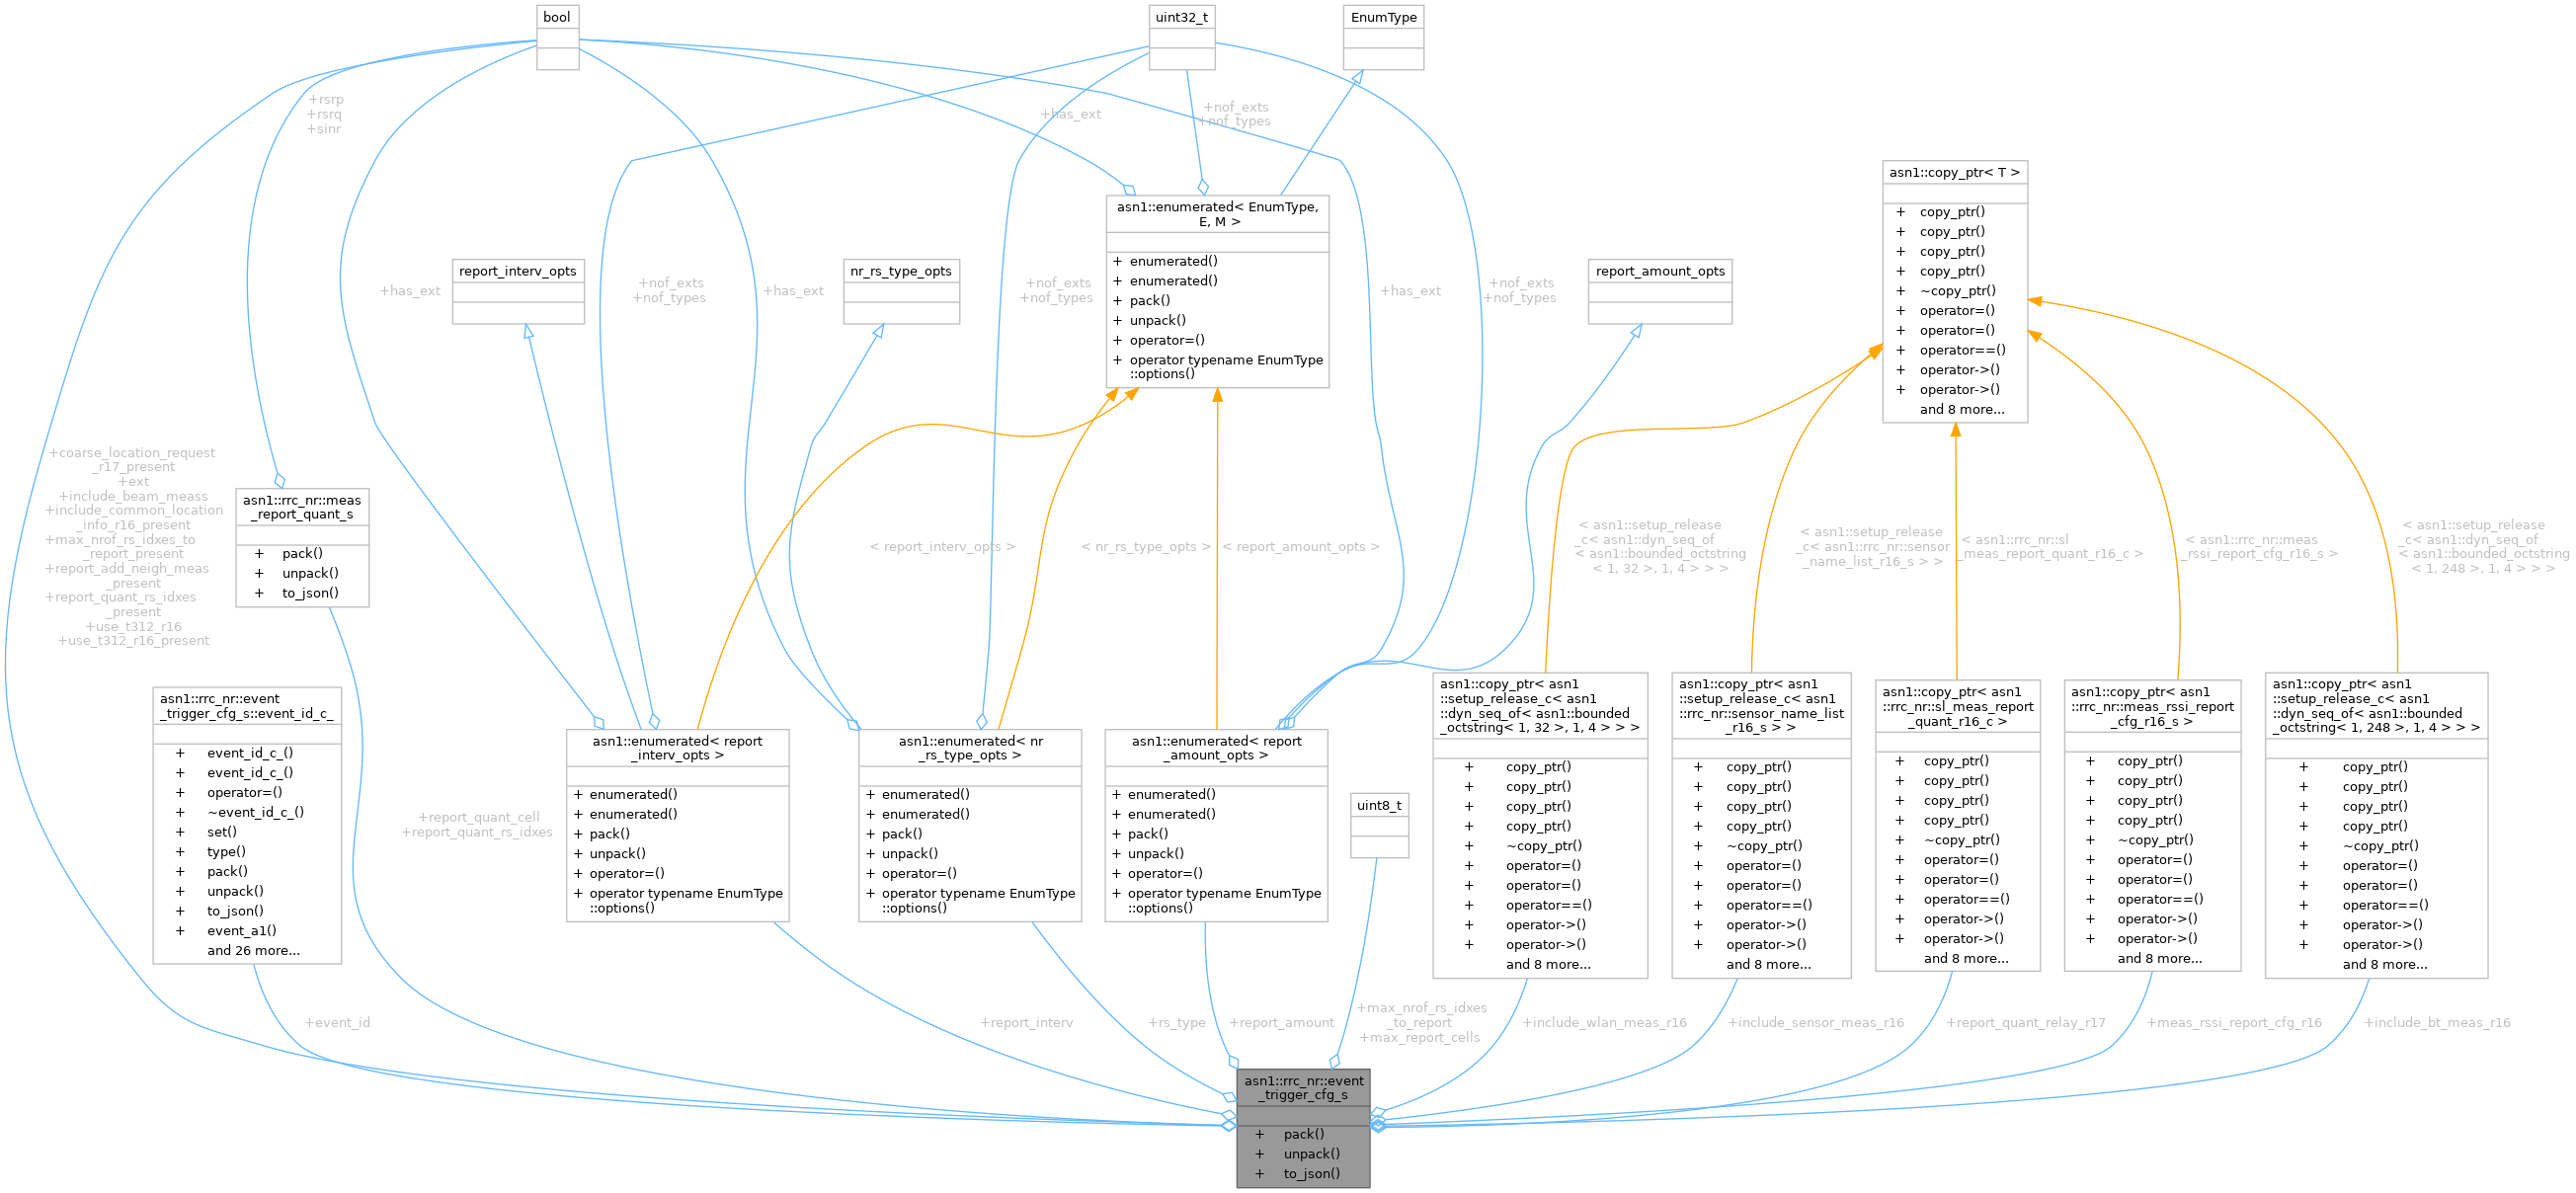 bool
uint32_t
EnumType
+rsrp
+rsrq
+sinr
+has_ext
+nof_exts
+nof_types
asn1::copy_ptr< T >
+ copy_ptr()
+ copy_ptr()
+ copy_ptr()
+ copy_ptr()
+ ~copy_ptr()
+ operator=()
+ operator=()
+ operator==()
+ operator->()
+ operator->()
and 8 more...
asn1::enumerated< EnumType,
E, M >
+ enumerated()
+ enumerated()
+ pack()
+ unpack()
+ operator=()
+ operator typename EnumType
::options()
report_interv_opts
nr_rs_type_opts
report_amount_opts
+has_ext
+nof_exts
+nof_types
+has_ext
+nof_exts
+nof_types
+has_ext
+nof_exts
+nof_types
+coarse_location_request
_r17_present
+ext
+include_beam_meass
+include_common_location
_info_r16_present
+max_nrof_rs_idxes_to
_report_present
+report_add_neigh_meas
_present
+report_quant_rs_idxes
_present
+use_t312_r16
+use_t312_r16_present
asn1::rrc_nr::meas
_report_quant_s
+ pack()
+ unpack()
+ to_json()
< report_interv_opts >
< nr_rs_type_opts >
< report_amount_opts >
< asn1::setup_release
_c< asn1::dyn_seq_of
< asn1::bounded_octstring
< 1, 32 >, 1, 4 > > >
< asn1::setup_release
_c< asn1::rrc_nr::sensor
_name_list_r16_s > >
< asn1::rrc_nr::sl
_meas_report_quant_r16_c >
< asn1::rrc_nr::meas
_rssi_report_cfg_r16_s >
< asn1::setup_release
_c< asn1::dyn_seq_of
< asn1::bounded_octstring
< 1, 248 >, 1, 4 > > >
asn1::rrc_nr::event
_trigger_cfg_s::event_id_c_
+ event_id_c_()
+ event_id_c_()
+ operator=()
+ ~event_id_c_()
+ set()
+ type()
+ pack()
+ unpack()
+ to_json()
+ event_a1()
and 26 more...
+report_quant_cell
+report_quant_rs_idxes
asn1::enumerated< report
_interv_opts >
+ enumerated()
+ enumerated()
+ pack()
+ unpack()
+ operator=()
+ operator typename EnumType
::options()
asn1::enumerated< nr
_rs_type_opts >
+ enumerated()
+ enumerated()
+ pack()
+ unpack()
+ operator=()
+ operator typename EnumType
::options()
asn1::enumerated< report
_amount_opts >
+ enumerated()
+ enumerated()
+ pack()
+ unpack()
+ operator=()
+ operator typename EnumType
::options()
uint8_t
asn1::copy_ptr< asn1
::setup_release_c< asn1
::dyn_seq_of< asn1::bounded
_octstring< 1, 32 >, 1, 4 > > >
+ copy_ptr()
+ copy_ptr()
+ copy_ptr()
+ copy_ptr()
+ ~copy_ptr()
+ operator=()
+ operator=()
+ operator==()
+ operator->()
+ operator->()
and 8 more...
asn1::copy_ptr< asn1
::setup_release_c< asn1
::rrc_nr::sensor_name_list
_r16_s > >
+ copy_ptr()
+ copy_ptr()
+ copy_ptr()
+ copy_ptr()
+ ~copy_ptr()
+ operator=()
+ operator=()
+ operator==()
+ operator->()
+ operator->()
and 8 more...
asn1::copy_ptr< asn1
::rrc_nr::sl_meas_report
_quant_r16_c >
+ copy_ptr()
+ copy_ptr()
+ copy_ptr()
+ copy_ptr()
+ ~copy_ptr()
+ operator=()
+ operator=()
+ operator==()
+ operator->()
+ operator->()
and 8 more...
asn1::copy_ptr< asn1
::rrc_nr::meas_rssi_report
_cfg_r16_s >
+ copy_ptr()
+ copy_ptr()
+ copy_ptr()
+ copy_ptr()
+ ~copy_ptr()
+ operator=()
+ operator=()
+ operator==()
+ operator->()
+ operator->()
and 8 more...
asn1::copy_ptr< asn1
::setup_release_c< asn1
::dyn_seq_of< asn1::bounded
_octstring< 1, 248 >, 1, 4 > > >
+ copy_ptr()
+ copy_ptr()
+ copy_ptr()
+ copy_ptr()
+ ~copy_ptr()
+ operator=()
+ operator=()
+ operator==()
+ operator->()
+ operator->()
and 8 more...
+event_id
+report_interv
+rs_type
+report_amount
+max_nrof_rs_idxes
_to_report
+max_report_cells
+include_wlan_meas_r16
+include_sensor_meas_r16
+report_quant_relay_r17
+meas_rssi_report_cfg_r16
+include_bt_meas_r16
asn1::rrc_nr::event
_trigger_cfg_s
+ pack()
+ unpack()
+ to_json()